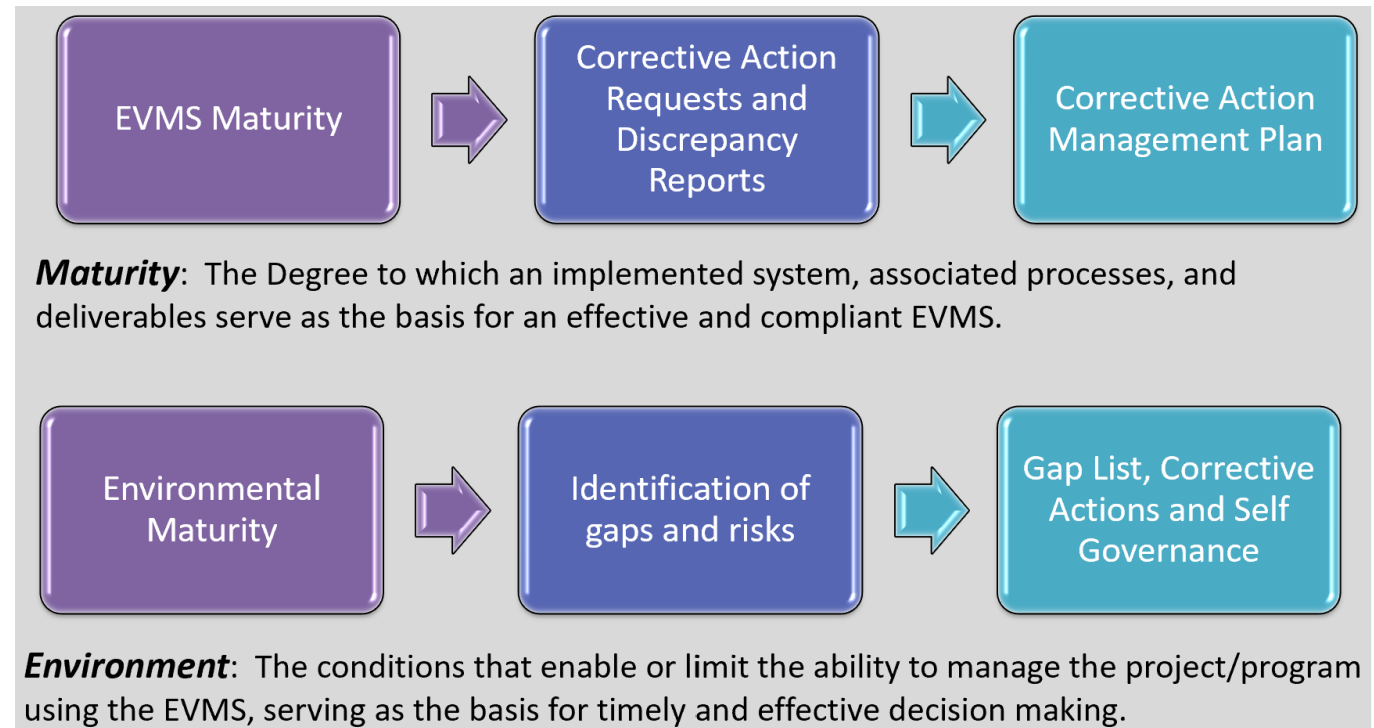 EVMS Maturity
Corrective Action
Requests and
Discrepancy
Reports
Corrective Action
Management Plan
Maturity:  The Degree to which an implemented system, associated processes, and
deliverables serve as the basis for an effective and compliant EVMS.
Environmental
Maturity
Identification of
gaps and risks
Gap List, Corrective
Actions and Self
Governance
Environment:  The conditions that enable or limit the ability to manage the project/program
using the EVMS, serving as the basis for timely and effective decision making.